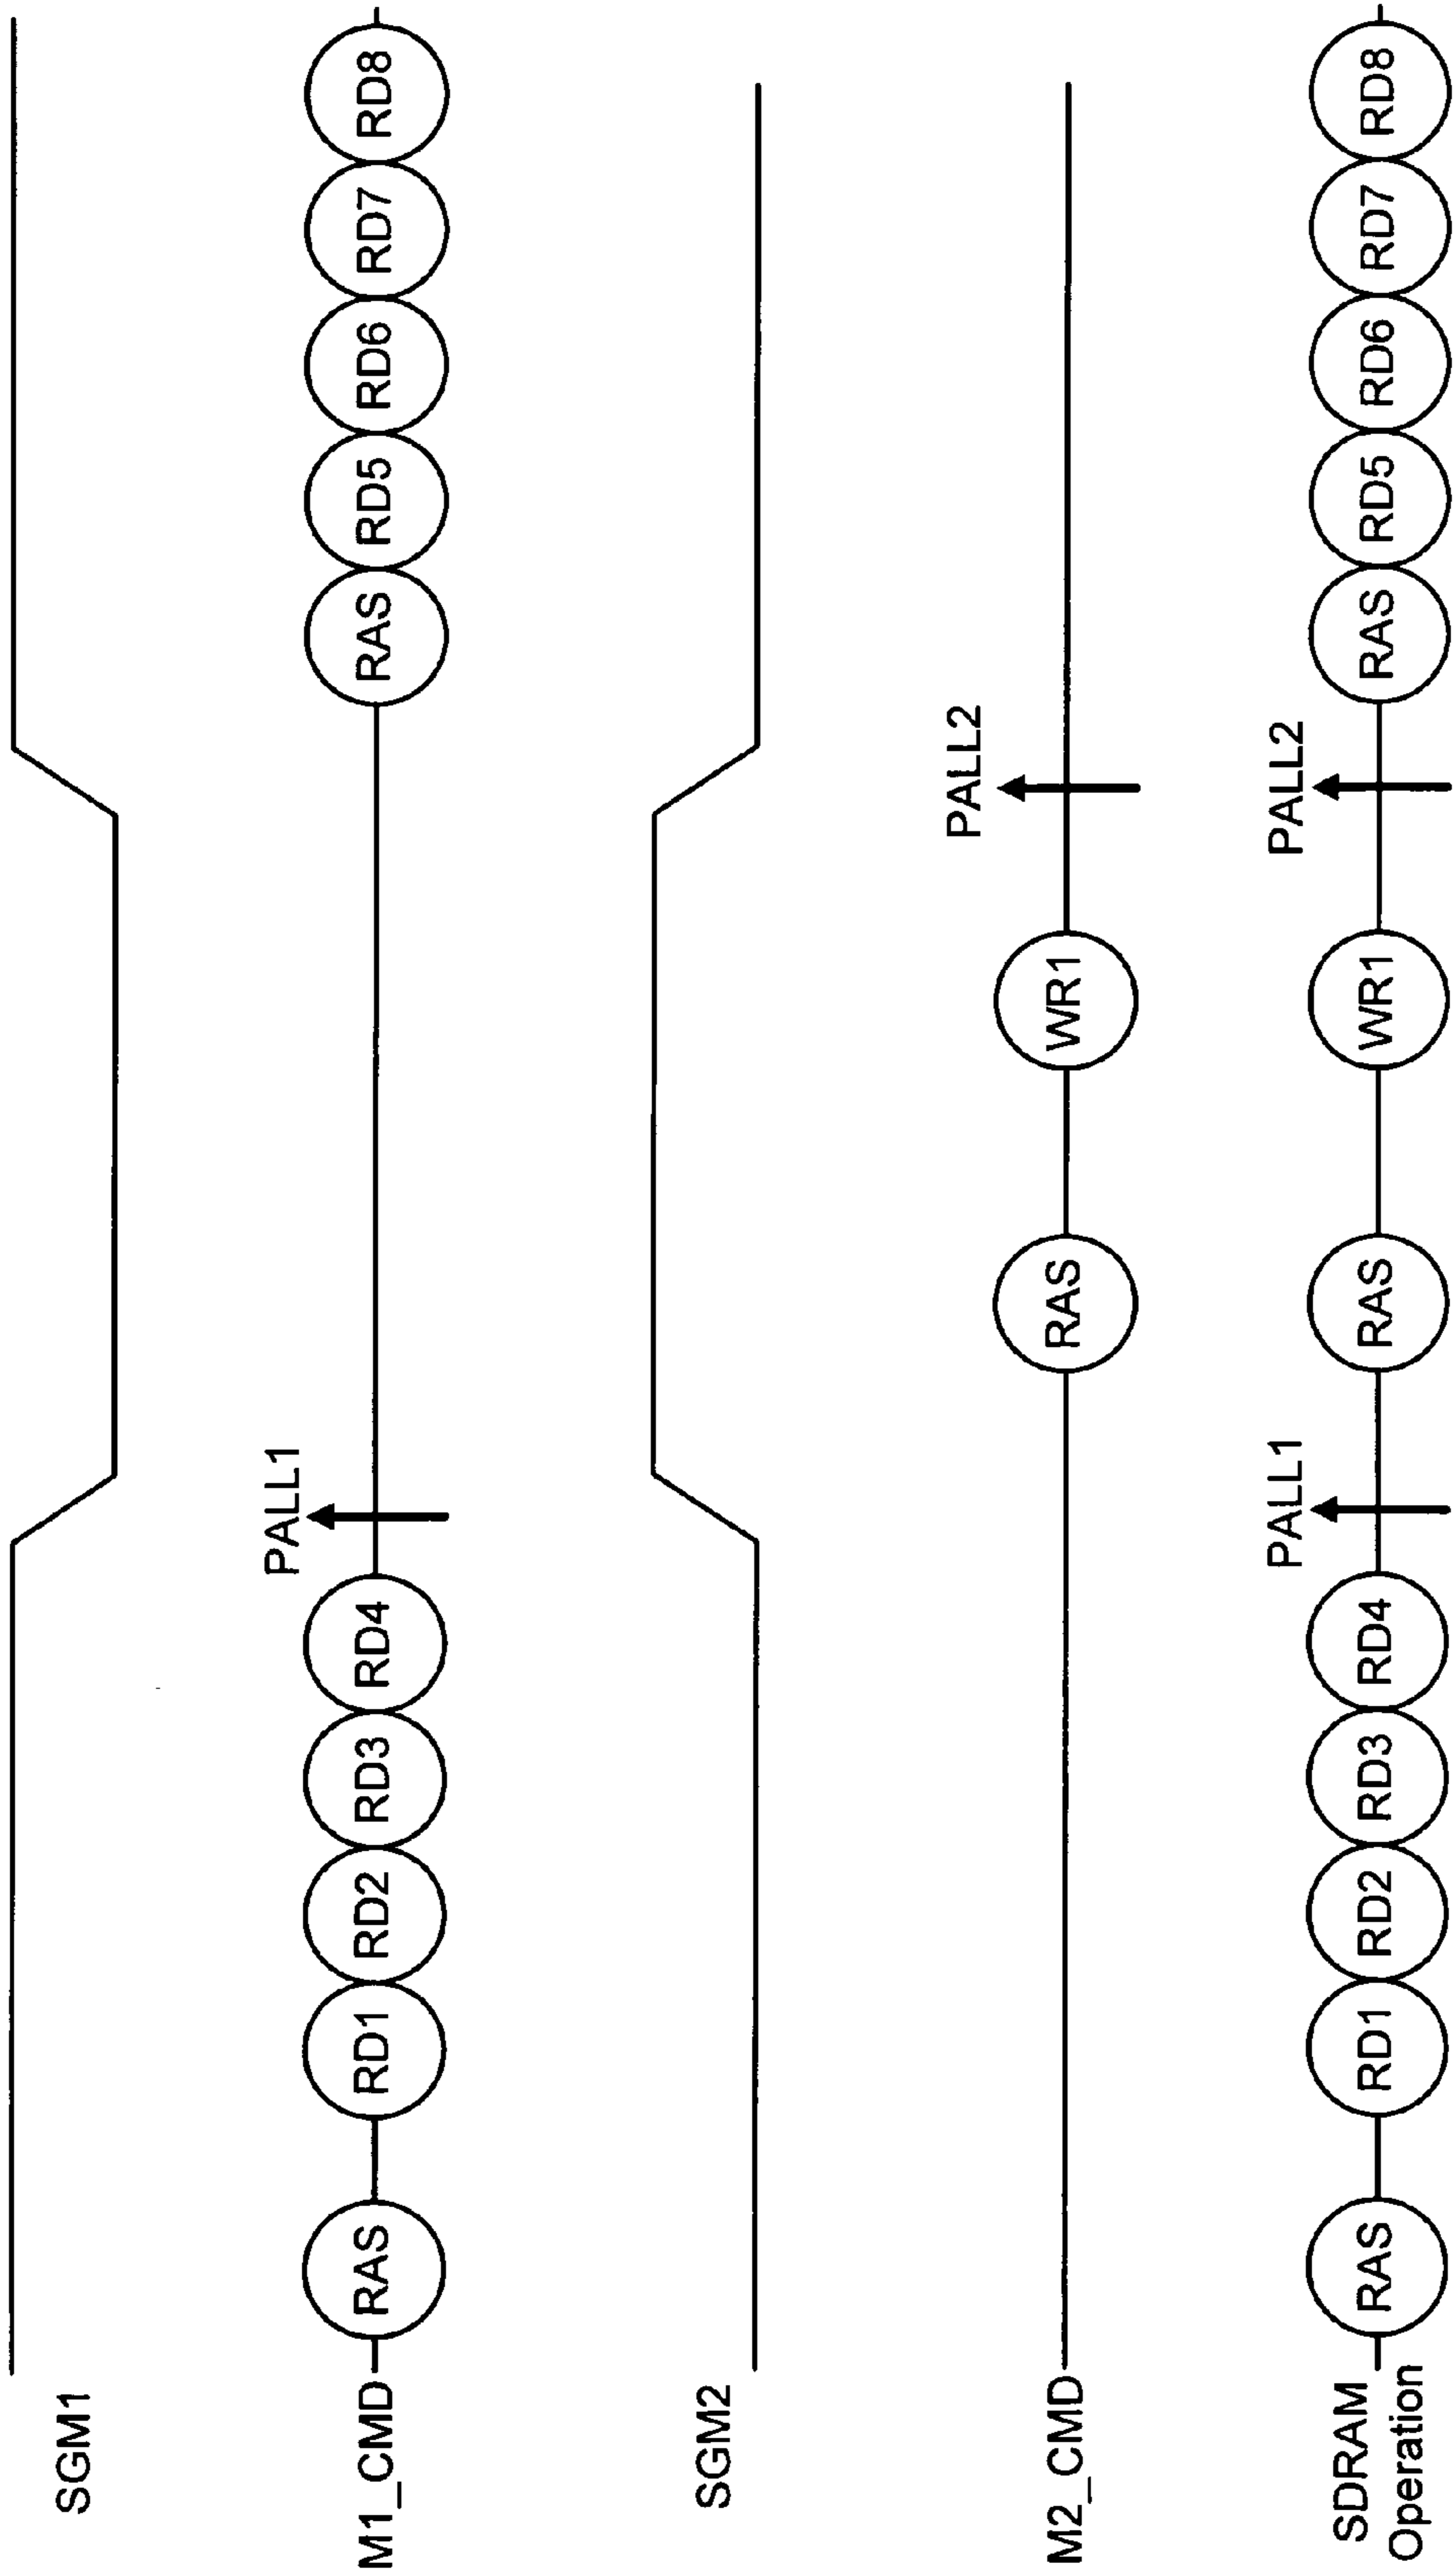 SGM1
M1_CMD RAS RD1 RD2 RD3 RD4 PALL1 RAS RD5 RD6 RD7 RD8
SGM2
M2_CMD RAS WR1 PALL2
SDRAM
Operation RAS RD1 RD2 RD3 RD4 PALL1 RAS WR1 PALL2 RAS RD5 RD6 RD7 RD8